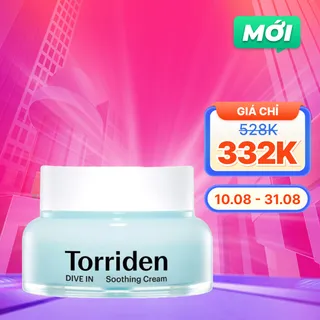 MỚI
GIÁ CHỈ
528K
332K
10.08 - 31.08
Torriden
DIVE IN Soothing Cream